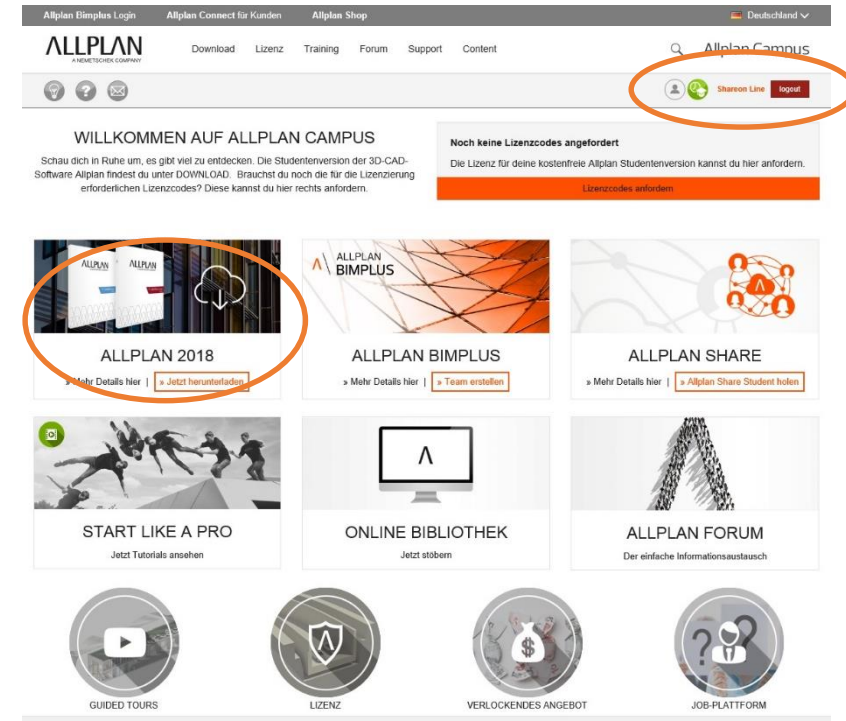 Allplan Bimplus Login Allplan Connect für Kunden Allplan Shop Deutschland
ALLPLAN
A NEMETSCHEK COMPANY
Download Lizenz Training Forum Support Content
Allplan Campus
Shareon Line logout
WILLKOMMEN AUF ALLPLAN CAMPUS
Schau dich in Ruhe um, es gibt viel zu entdecken. Die Studentenversion der 3D-CAD-
Software Allplan findest du unter DOWNLOAD. Brauchst du noch die für die Lizenzierung
erforderlichen Lizenzcodes? Diese kannst du hier rechts anfordern.
Noch keine Lizenzcodes angefordert
Die Lizenz für deine kostenfreie Allplan Studentenversion kannst du hier anfordern.
Lizenzcodes anfordern
ALLPLAN ALLPLAN
ALLPLAN 2018
» Mehr Details hier | » Jetzt herunterladen
ALLPLAN
BIMPLUS
ALLPLAN BIMPLUS
» Mehr Details hier | » Team erstellen
ALLPLAN SHARE
» Mehr Details hier | » Allplan Share Student holen
START LIKE A PRO
Jetzt Tutorials ansehen
ONLINE BIBLIOTHEK
Jetzt stöbern
ALLPLAN FORUM
Der einfache Informationsaustausch
GUIDED TOURS
LIZENZ
$
VERLOCKENDES ANGEBOT
? ?
JOB-PLATTFORM